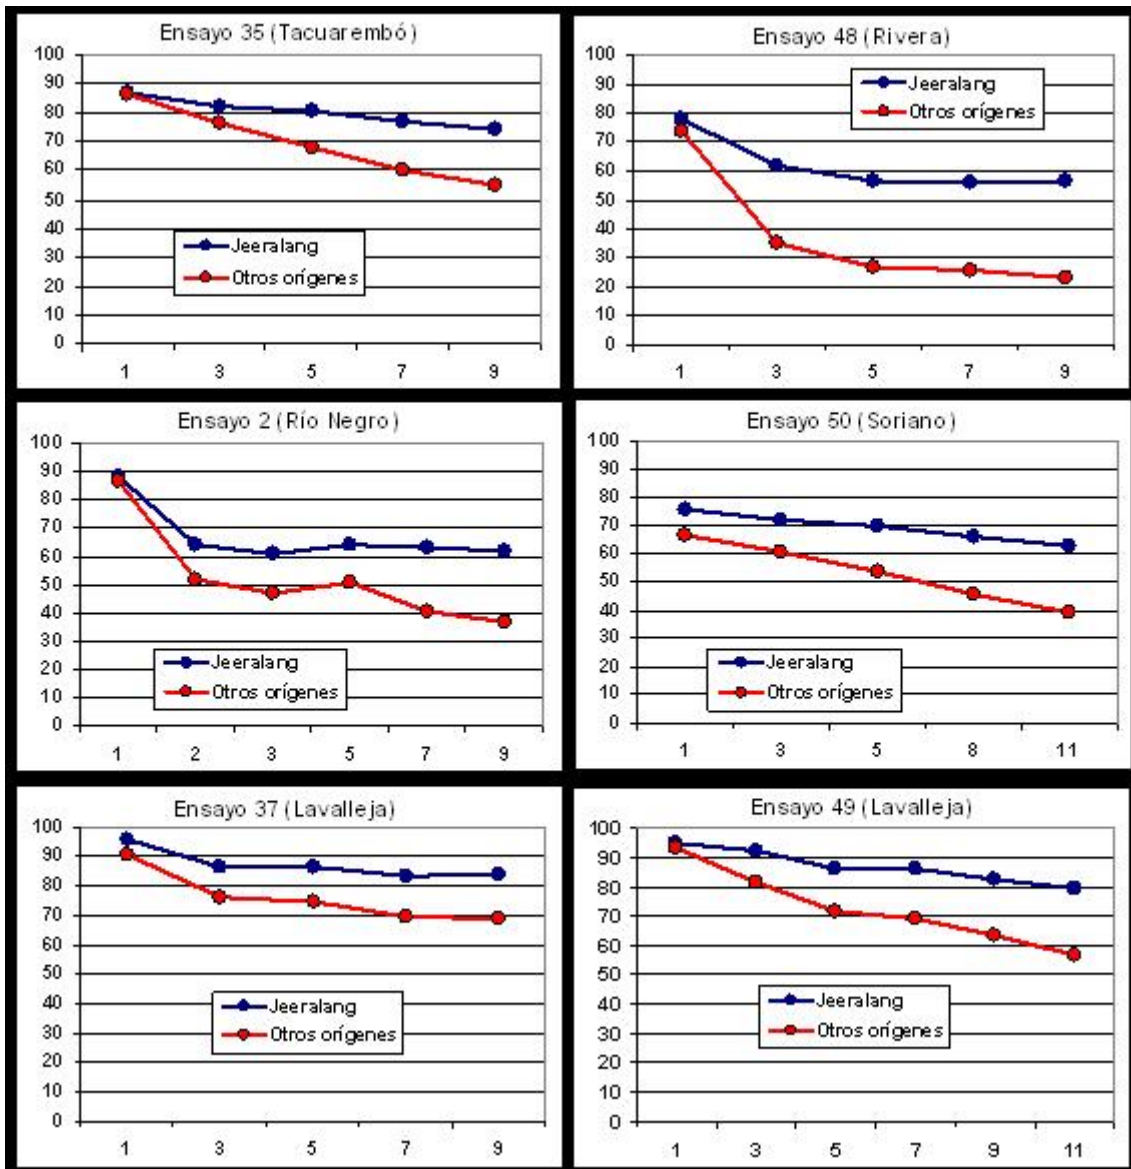 Ensayo 35 (Tacuarembó)
100
90
80
70
60
50
40
30
20
10
0
Jeeralang
Otros orígenes
1 3 5 7 9
Ensayo 48 (Rivera)
100
90
80
70
60
50
40
30
20
10
0
Jeeralang
Otros orígenes
1 3 5 7 9
Ensayo 2 (Río Negro)
100
90
80
70
60
50
40
30
20
10
0
Jeeralang
Otros orígenes
1 2 3 5 7 9
Ensayo 50 (Soriano)
100
90
80
70
60
50
40
30
20
10
0
Jeeralang
Otros orígenes
1 3 5 8 11
Ensayo 37 (Lavalleja)
100
90
80
70
60
50
40
30
20
10
0
Jeeralang
Otros orígenes
1 3 5 7 9
Ensayo 49 (Lavalleja)
100
90
80
70
60
50
40
30
20
10
0
Jeeralang
Otros orígenes
1 3 5 7 9 11